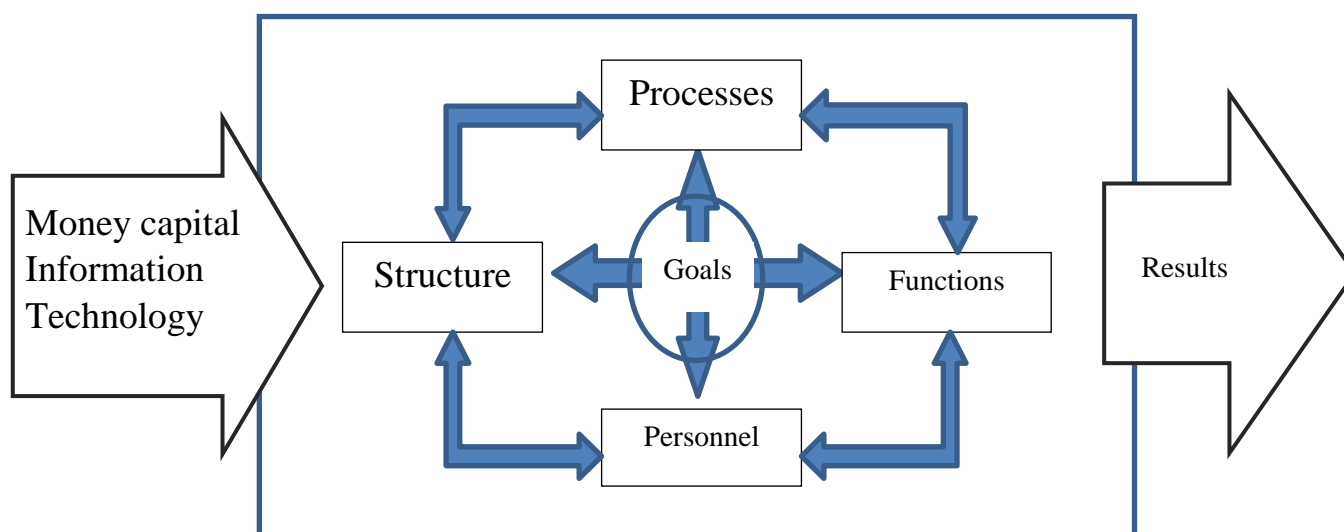 Processes
Money capital
Information
Technology
Structure
Goals
Functions
Results
Personnel